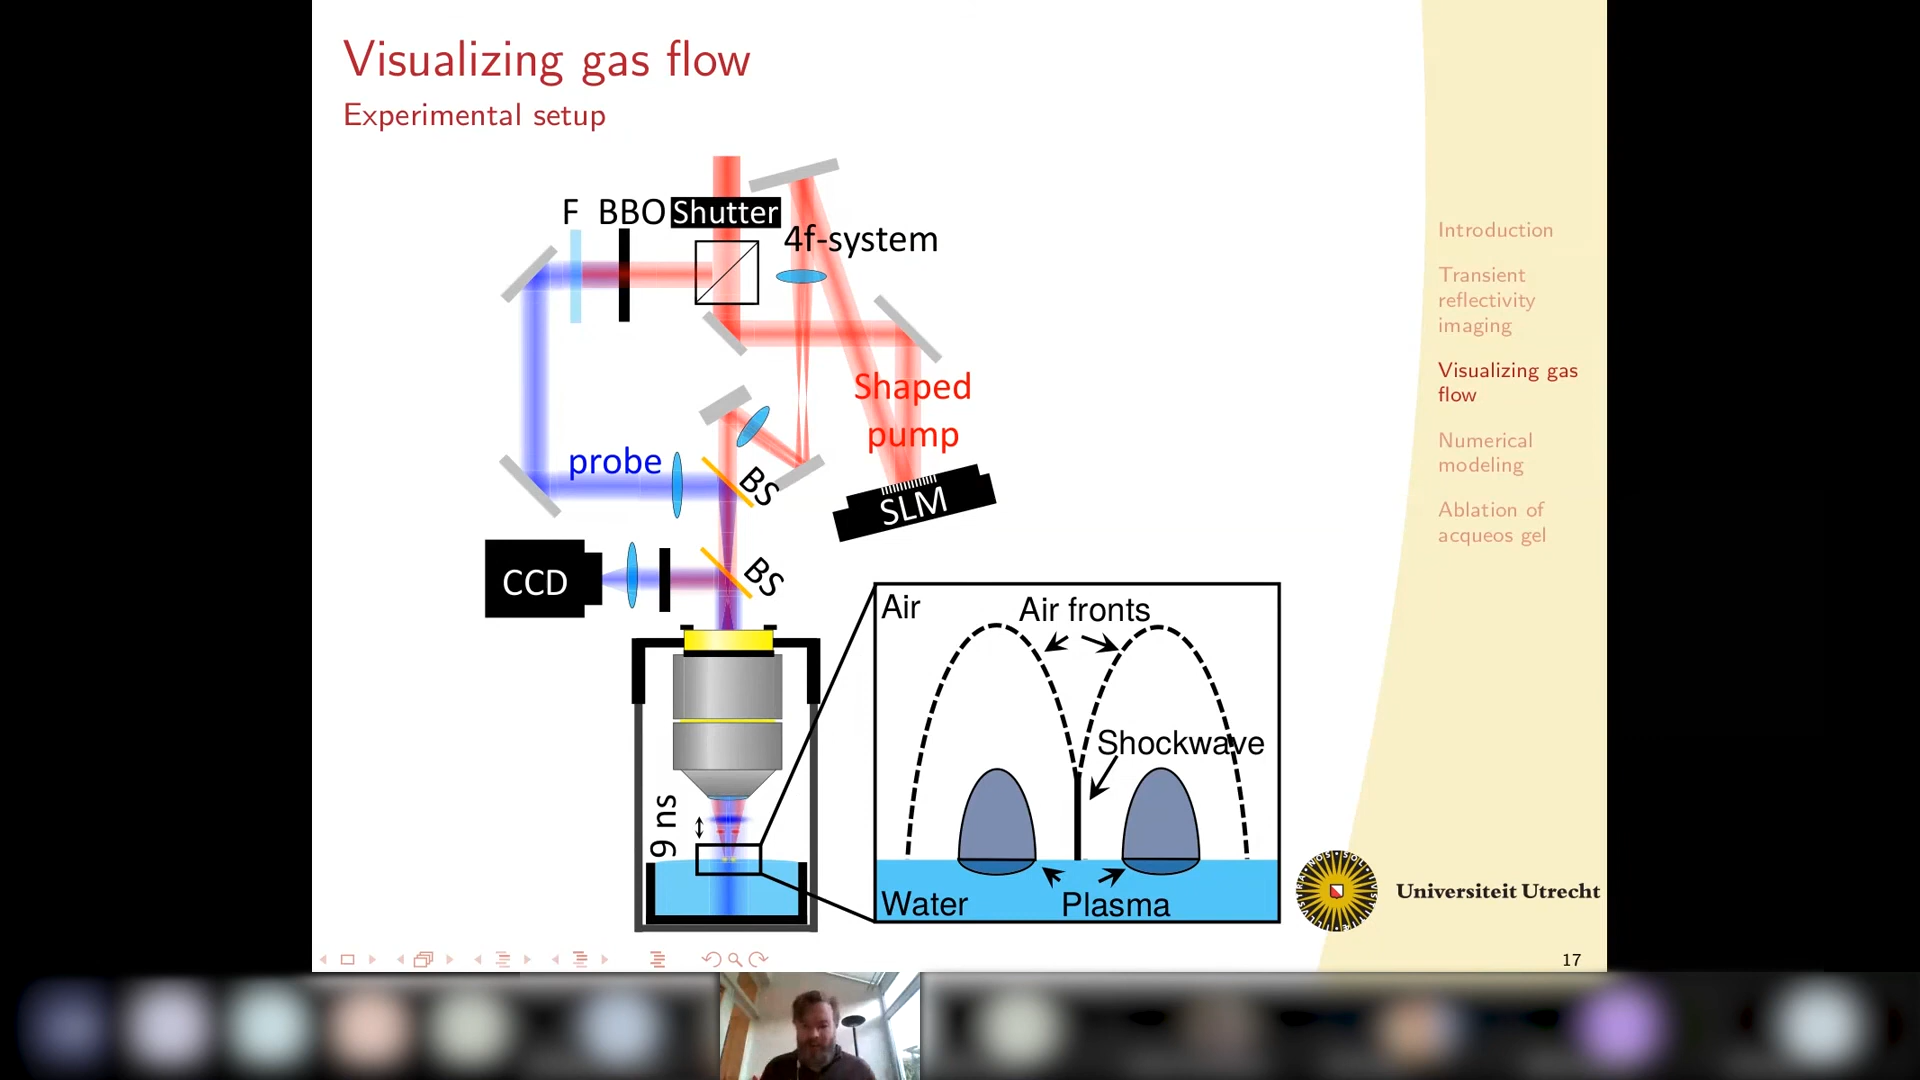 Visualizing gas flow
Experimental setup
F BBO Shutter
4f-system
Shaped
pump
probe
BS
SLM
CCD
BS
9 ns
Air
Air fronts
Shockwave
Water
Plasma
Introduction
Transient
reflectivity
imaging
Visualizing gas
flow
Numerical
modeling
Ablation of
acqueos gel
Universiteit Utrecht
17